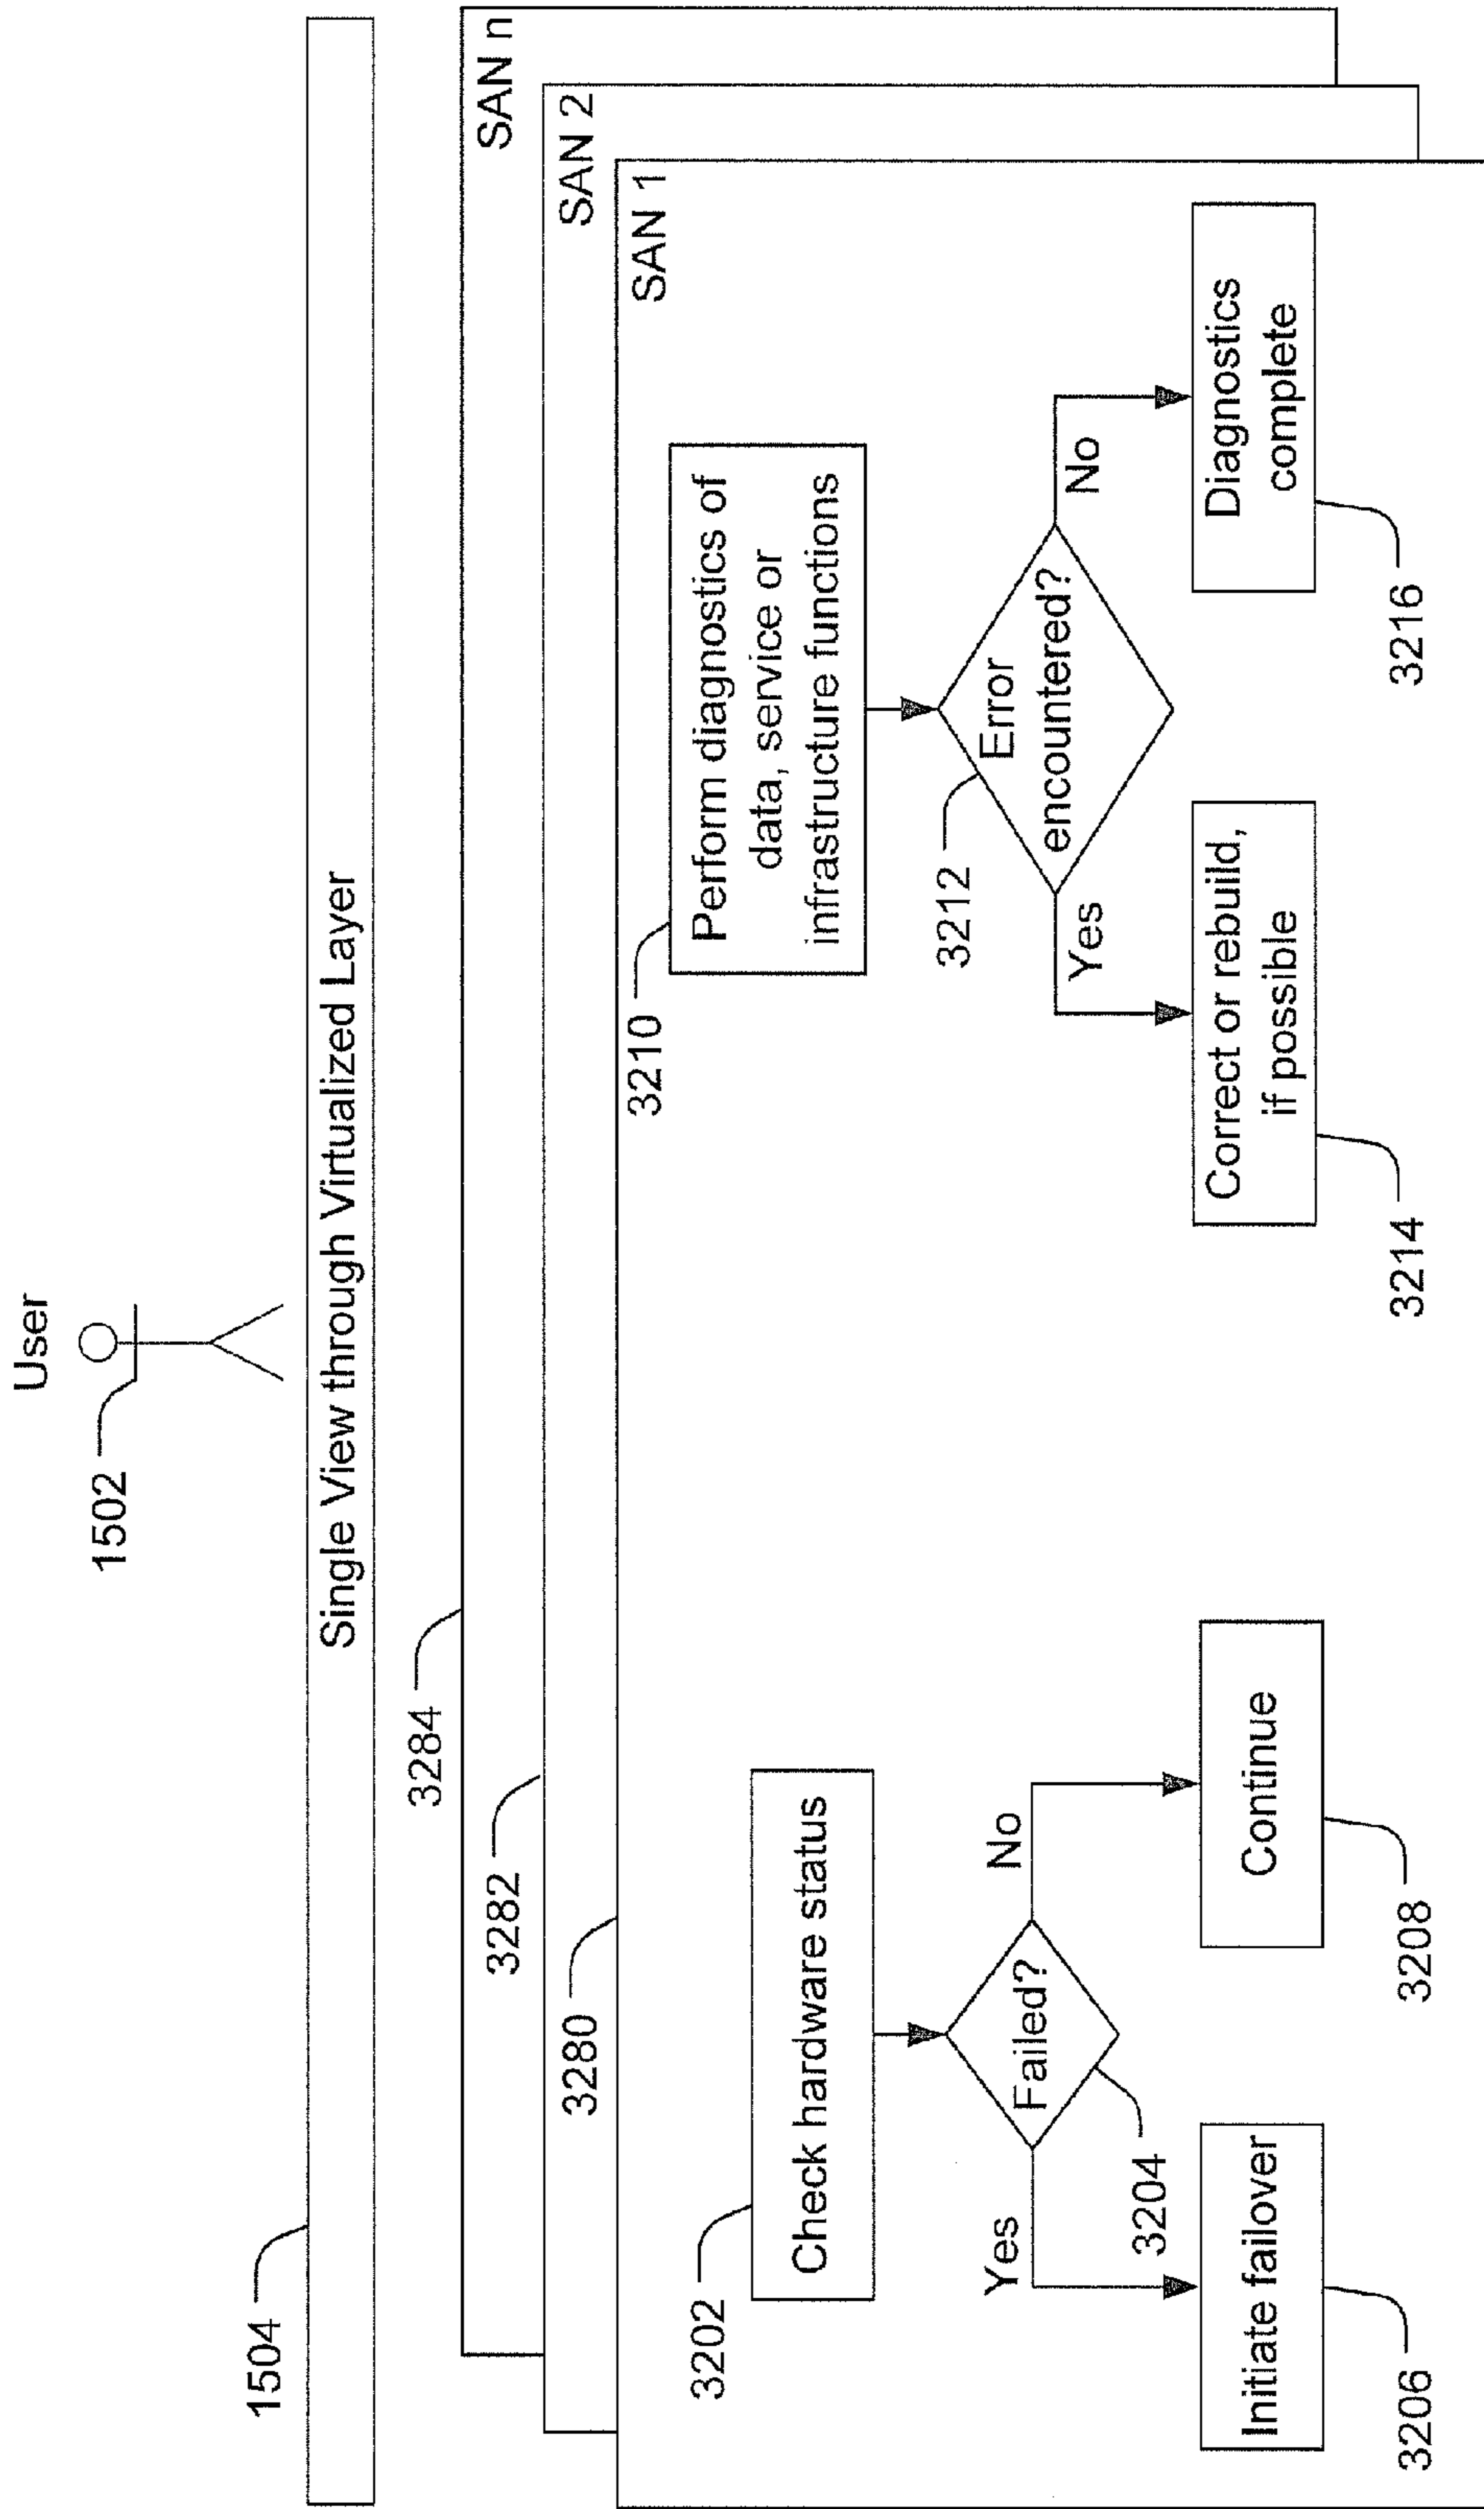 User
1502
1504
Single View through Virtualized Layer
3284
SAN n
3282
SAN 2
3280
SAN 1
3202
Check hardware status
Failed?
3204
Yes
No
Initiate failover
3206
Continue
3208
3210
Perform diagnostics of
data, service or
infrastructure functions
3212
Error
encountered?
Yes
No
Correct or rebuild,
if possible
3214
Diagnostics
complete
3216